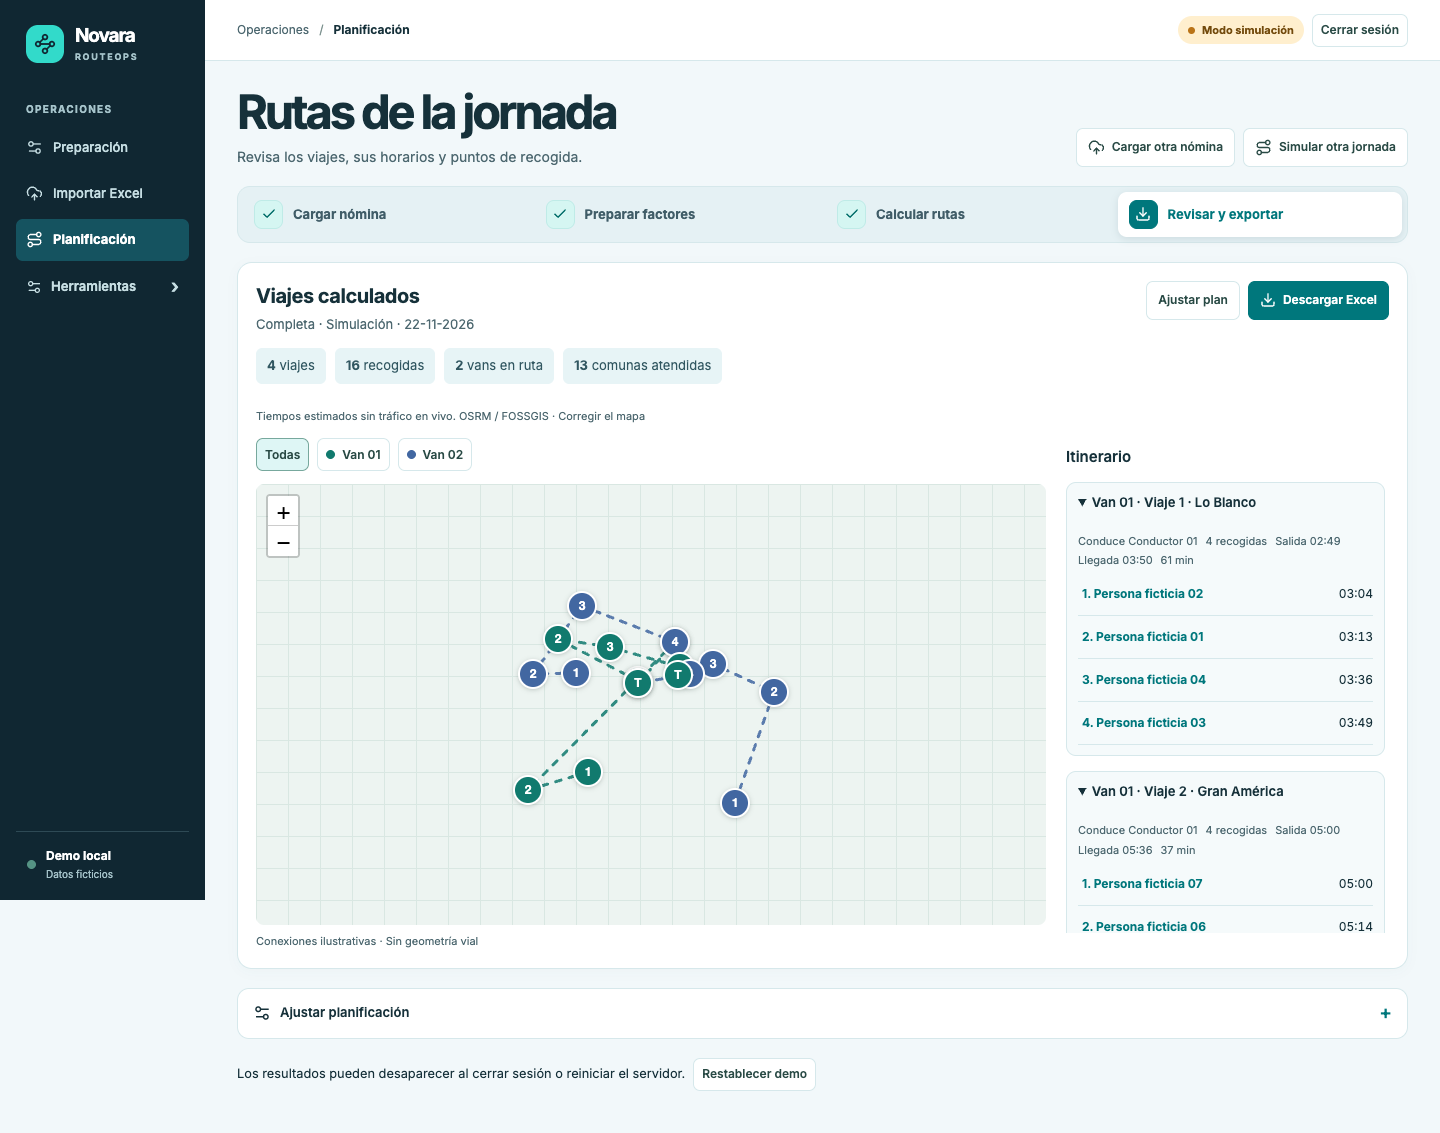 Novara
ROUTEOPS
OPERACIONES
Preparación
Importar Excel
Planificación
Herramientas
Demo local
Datos ficticios
Operaciones / Planificación
Modo simulación
Cerrar sesión
Rutas de la jornada
Revisa los viajes, sus horarios y puntos de recogida.
Cargar otra nómina
Simular otra jornada
Cargar nómina
Preparar factores
Calcular rutas
Revisar y exportar
Viajes calculados
Completa · Simulación · 22-11-2026
Ajustar plan
Descargar Excel
4 viajes
16 recogidas
2 vans en ruta
13 comunas atendidas
Tiempos estimados sin tráfico en vivo. OSRM / FOSSGIS · Corregir el mapa
Todas
Van 01
Van 02
+
−
3
2
3
4
2
1
T
T
3
2
2
1
1
Conexiones ilustrativas · Sin geometría vial
Itinerario
Van 01 · Viaje 1 · Lo Blanco
Conduce Conductor 01 4 recogidas Salida 02:49
Llegada 03:50 61 min
1. Persona ficticia 02 03:04
2. Persona ficticia 01 03:13
3. Persona ficticia 04 03:36
4. Persona ficticia 03 03:49
Van 01 · Viaje 2 · Gran América
Conduce Conductor 01 4 recogidas Salida 05:00
Llegada 05:36 37 min
1. Persona ficticia 07 05:00
2. Persona ficticia 06 05:14
Ajustar planificación
+
Los resultados pueden desaparecer al cerrar sesión o reiniciar el servidor.
Restablecer demo